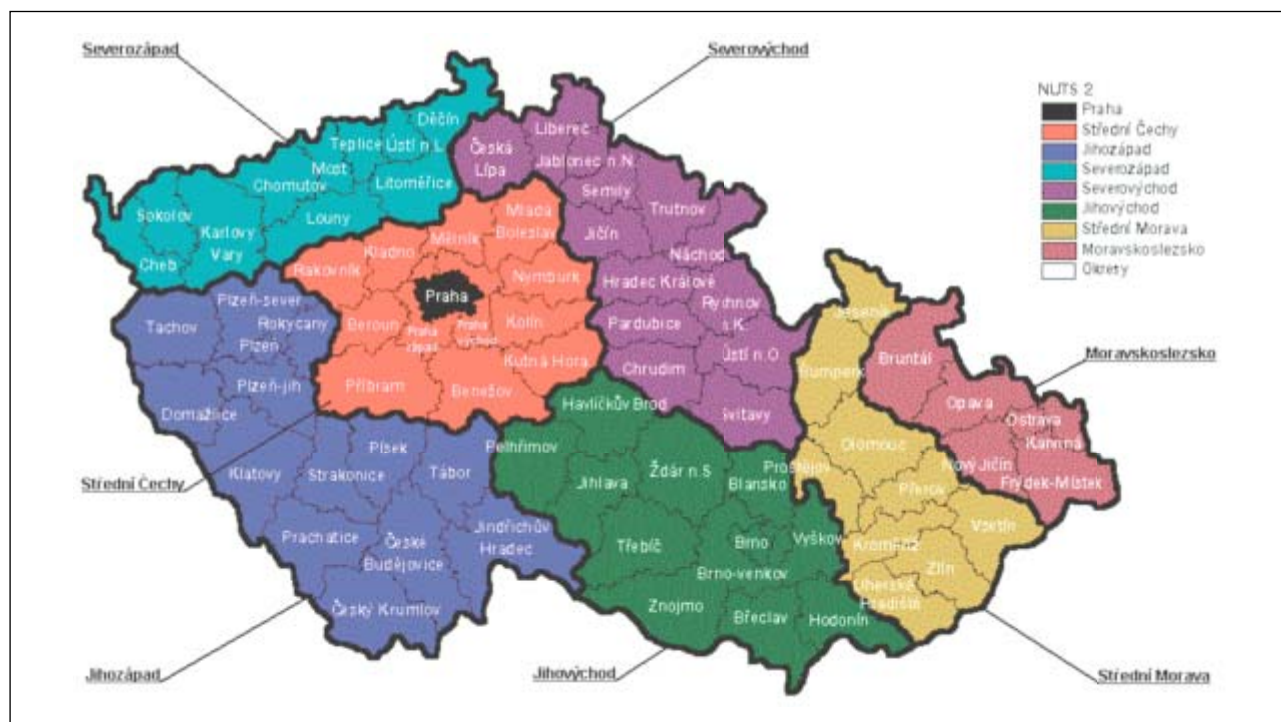 Severozápad
Severovýchod
NUTS 2
Praha
Střední Čechy
Jihozápad
Severozápad
Severovýchod
Jihovýchod
Střední Morava
Moravskoslezsko
Okresy
Děčín
Teplice
Ústí n.L.
Most
Chomutov
Litoměřice
Louny
Sokolov
Karlovy
Vary
Cheb
Česká
Lípa
Liberec
Jablonec n.N.
Semily
Trutnov
Jičín
Náchod
Hradec Králové
Rychnov
n.K.
Pardubice
Ústí n.O
Chrudim
Svitavy
Mladá
Boleslav
Mělník
Kladno
Rakovník
Nymburk
Praha
Beroun
Praha
západ
Praha
východ
Kolín
Kutná Hora
Příbram
Benešov
Plzeň-sever
Tachov
Rokycany
Plzeň
Plzeň-jih
Domažlice
Písek
Klatovy
Strakonice
Tábor
Prachatice
České
Budějovice
Jindřichův
Hradec
Český Krumlov
Havlíčkův Brod
Pelhřimov
Jihlava
Žďár n.S
Blansko
Třebíč
Brno
Vyškov
Brno-venkov
Znojmo
Břeclav
Hodonín
Jeseník
Šumperk
Olomouc
Prostějov
Přerov
Kroměříž
Vsetín
Zlín
Uherské
Hradiště
Bruntál
Opava
Ostrava
Karviná
Nový Jičín
Frýdek-Místek
Moravskoslezsko
Střední Čechy
Jihozápad
Jihovýchod
Střední Morava